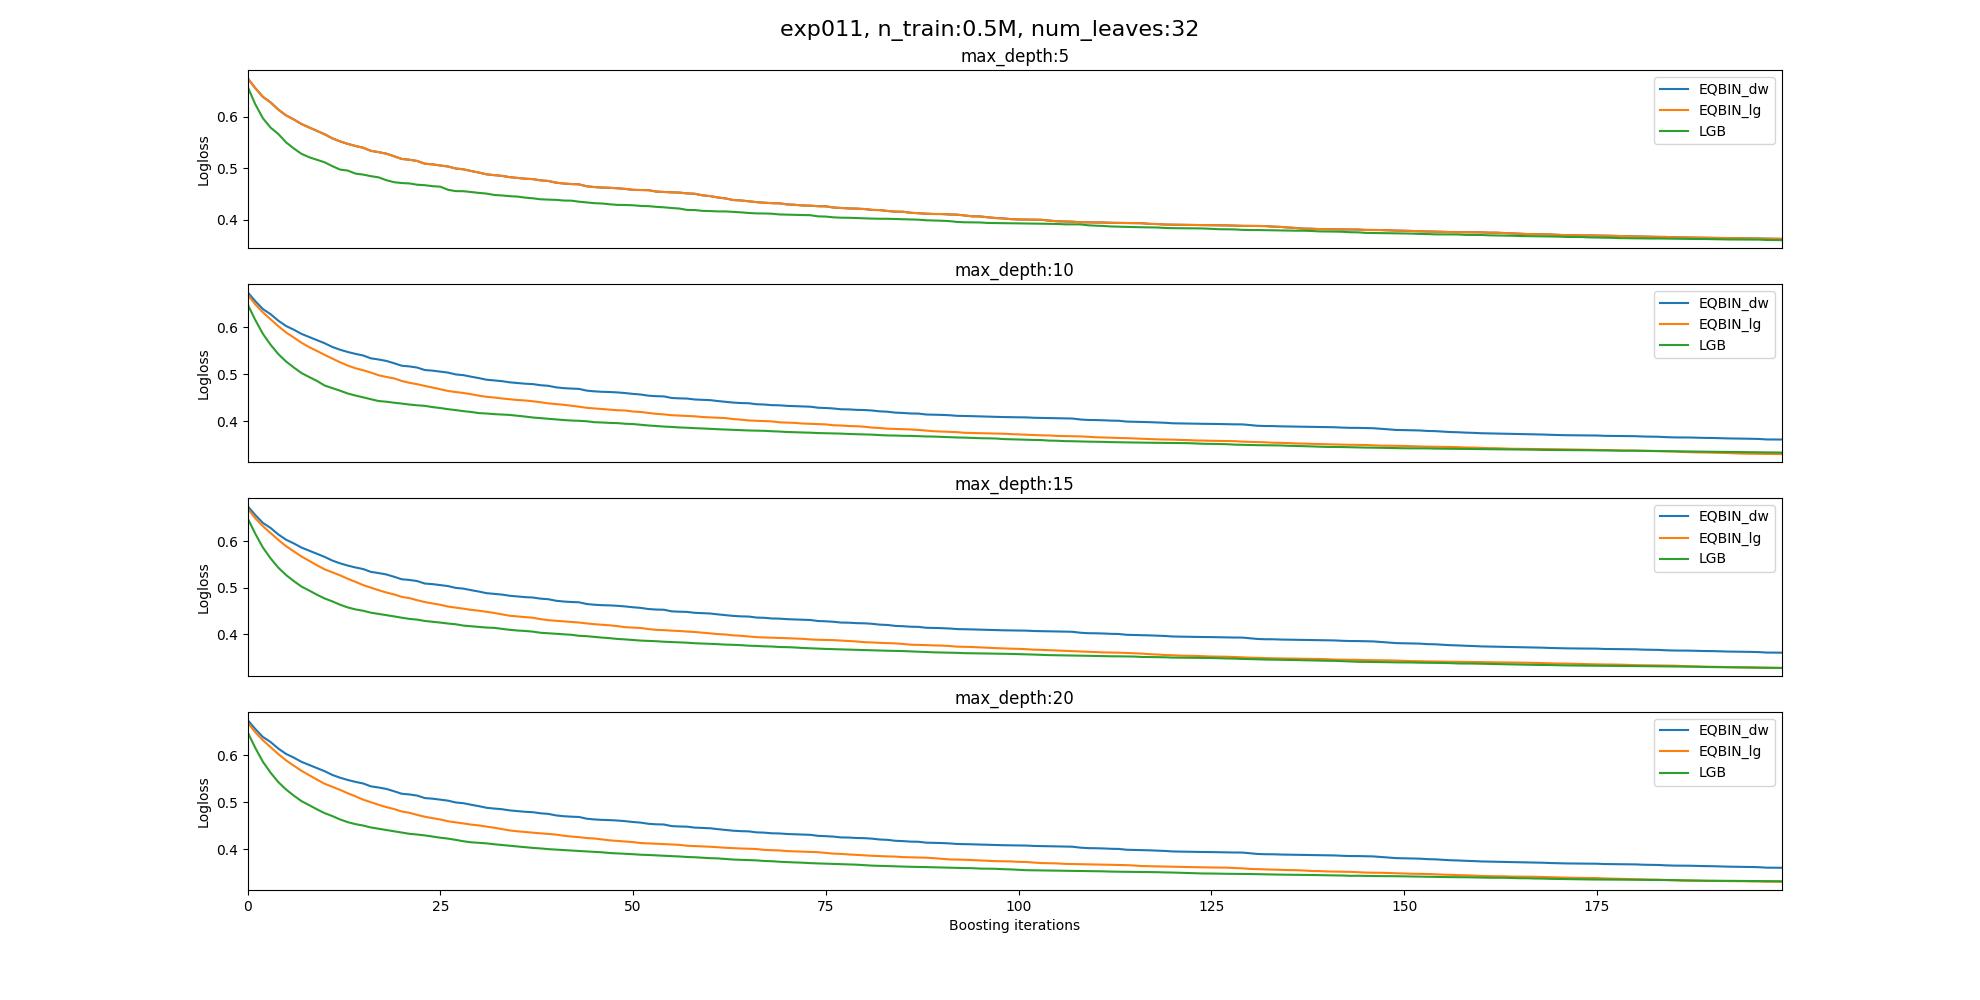 exp011, n_train:0.5M, num_leaves:32
max_depth:5
EQBIN_dw
EQBIN_lg
LGB
0.6
0.5
0.4
Logloss
max_depth:10
EQBIN_dw
EQBIN_lg
LGB
0.6
0.5
0.4
Logloss
max_depth:15
EQBIN_dw
EQBIN_lg
LGB
0.6
0.5
0.4
Logloss
max_depth:20
EQBIN_dw
EQBIN_lg
LGB
0.6
0.5
0.4
Logloss
0 25 50 75 100 125 150 175
Boosting iterations